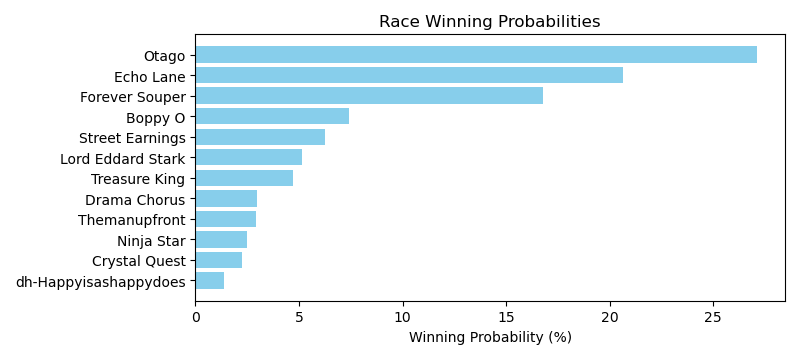 Race Winning Probabilities
Otago
Echo Lane
Forever Souper
Boppy O
Street Earnings
Lord Eddard Stark
Treasure King
Drama Chorus
Themanupfront
Ninja Star
Crystal Quest
dh-Happyisashappydoes
0 5 10 15 20 25
Winning Probability (%)